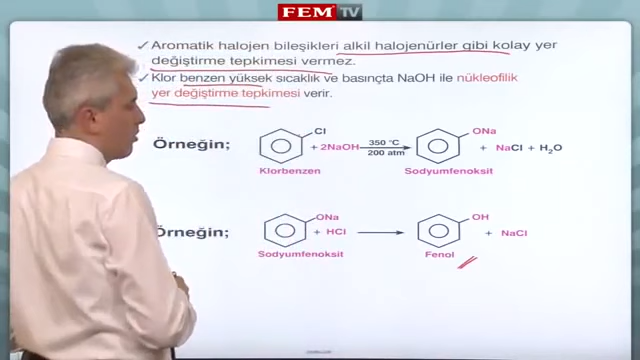 FEM TV
✓ Aromatik halojen bileşikleri alkil halojenürler gibi kolay yer
değiştirme tepkimesi vermez.
✓ Klor benzen yüksek sıcaklık ve basınçta NaOH ile nükleofilik
yer değiştirme tepkimesi verir.
Örneğin; Cl + 2NaOH 350 °C 200 atm ONa + NaCl + H₂O
Klorbenzen Sodyumfenoksit
Örneğin; ONa + HCl OH + NaCl
Sodyumfenoksit Fenol